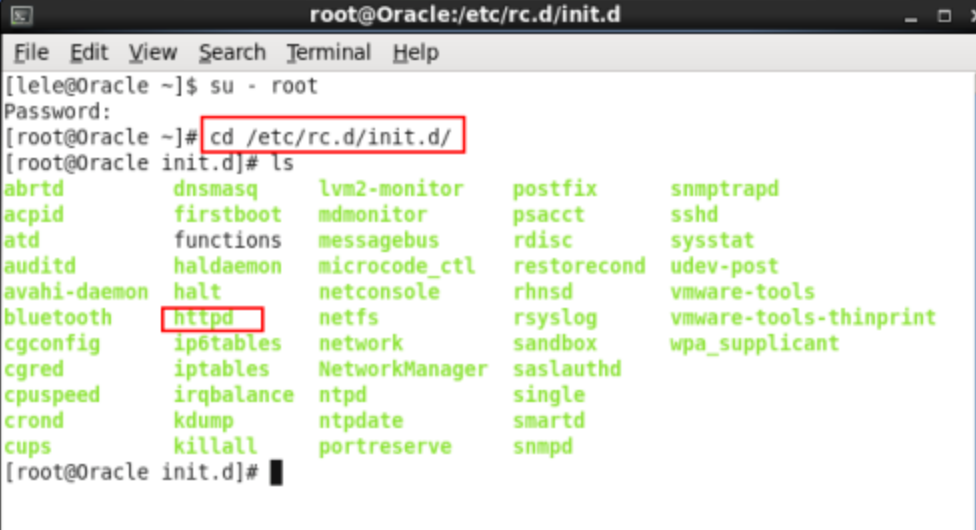 root@Oracle:/etc/rc.d/init.d
File Edit View Search Terminal Help
[lele@Oracle ~]$ su - root
Password:
[root@Oracle ~]# cd /etc/rc.d/init.d/
[root@Oracle init.d]# ls
abrtd dnsmasq lvm2-monitor postfix snmptrapd
acpid firstboot mdmonitor psacct sshd
atd functions messagebus rdisc sysstat
auditd haldaemon microcode_ctl restorecond udev-post
avahi-daemon halt netconsole rhnsd vmware-tools
bluetooth httpd netfs rsyslog vmware-tools-thinprint
cgconfig ip6tables network sandbox wpa_supplicant
cgred iptables NetworkManager saslauthd
cpuspeed irqbalance ntpd single
crond kdump ntpdate smartd
cups killall portreserve snmpd
[root@Oracle init.d]#